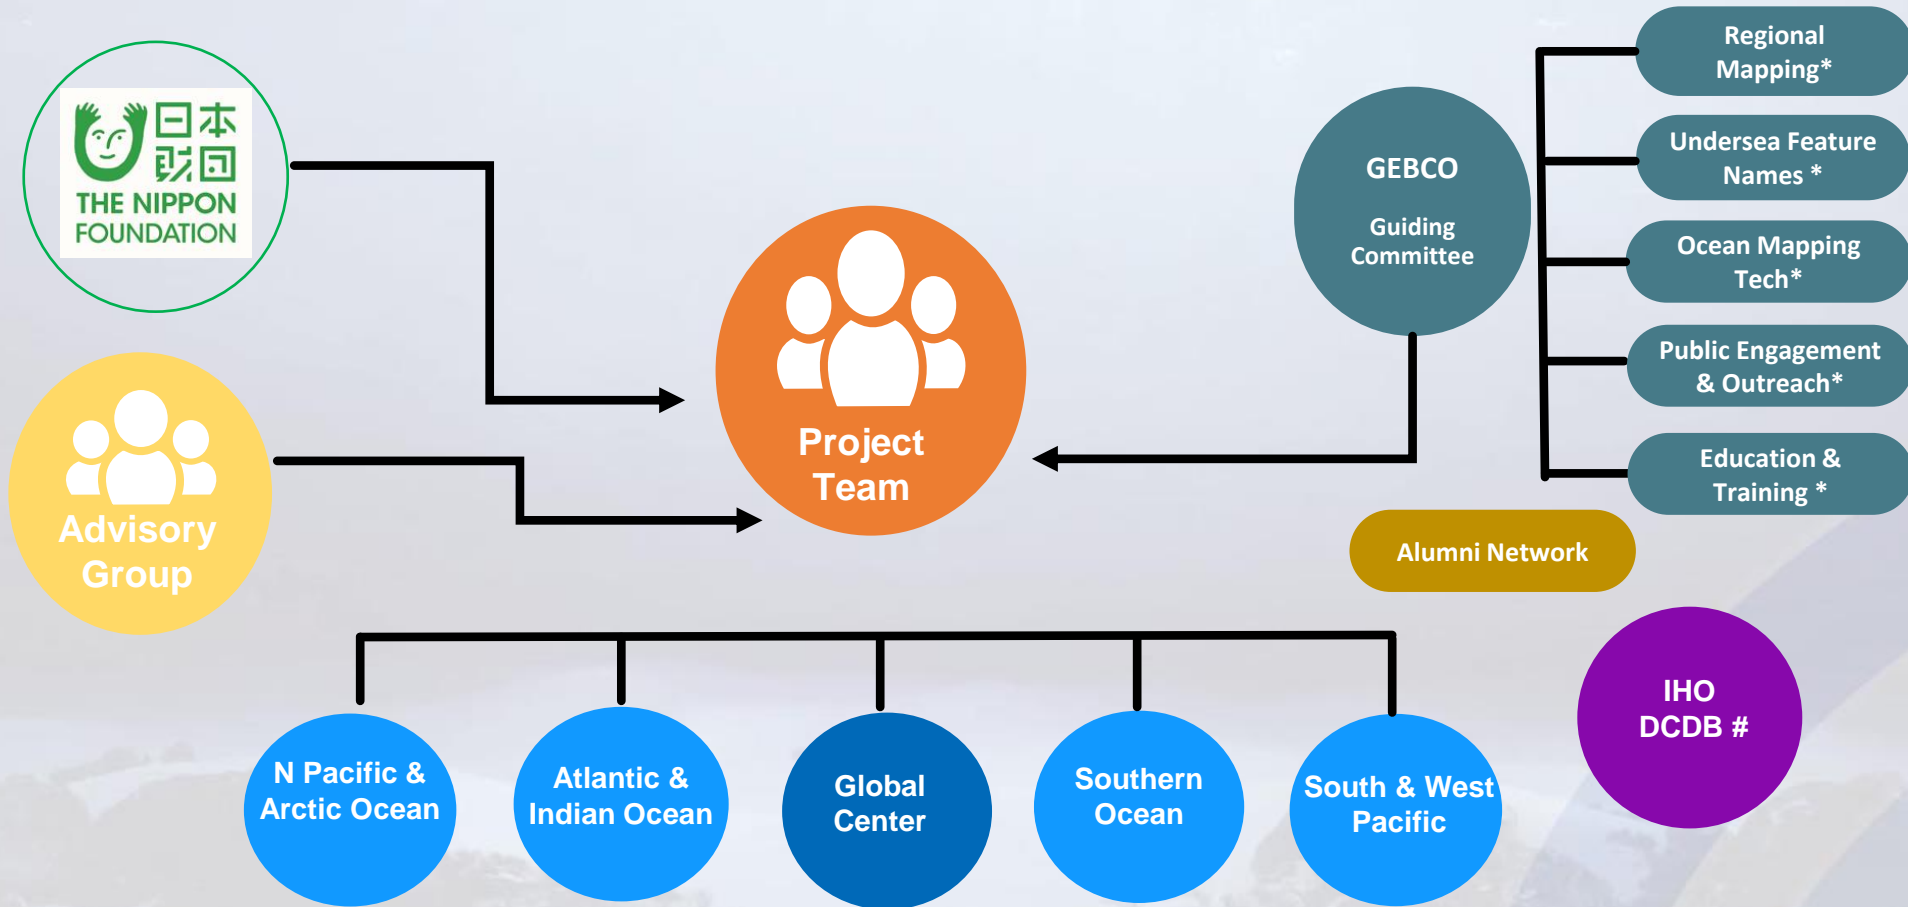 日本
財団
THE NIPPON
FOUNDATION
Advisory
Group
Project
Team
GEBCO
Guiding
Committee
Regional
Mapping*
Undersea Feature
Names *
Ocean Mapping
Tech*
Public Engagement
& Outreach*
Education &
Training *
Alumni Network
N Pacific &
Arctic Ocean
Atlantic &
Indian Ocean
Global
Center
Southern
Ocean
South & West
Pacific
IHO
DCDB #